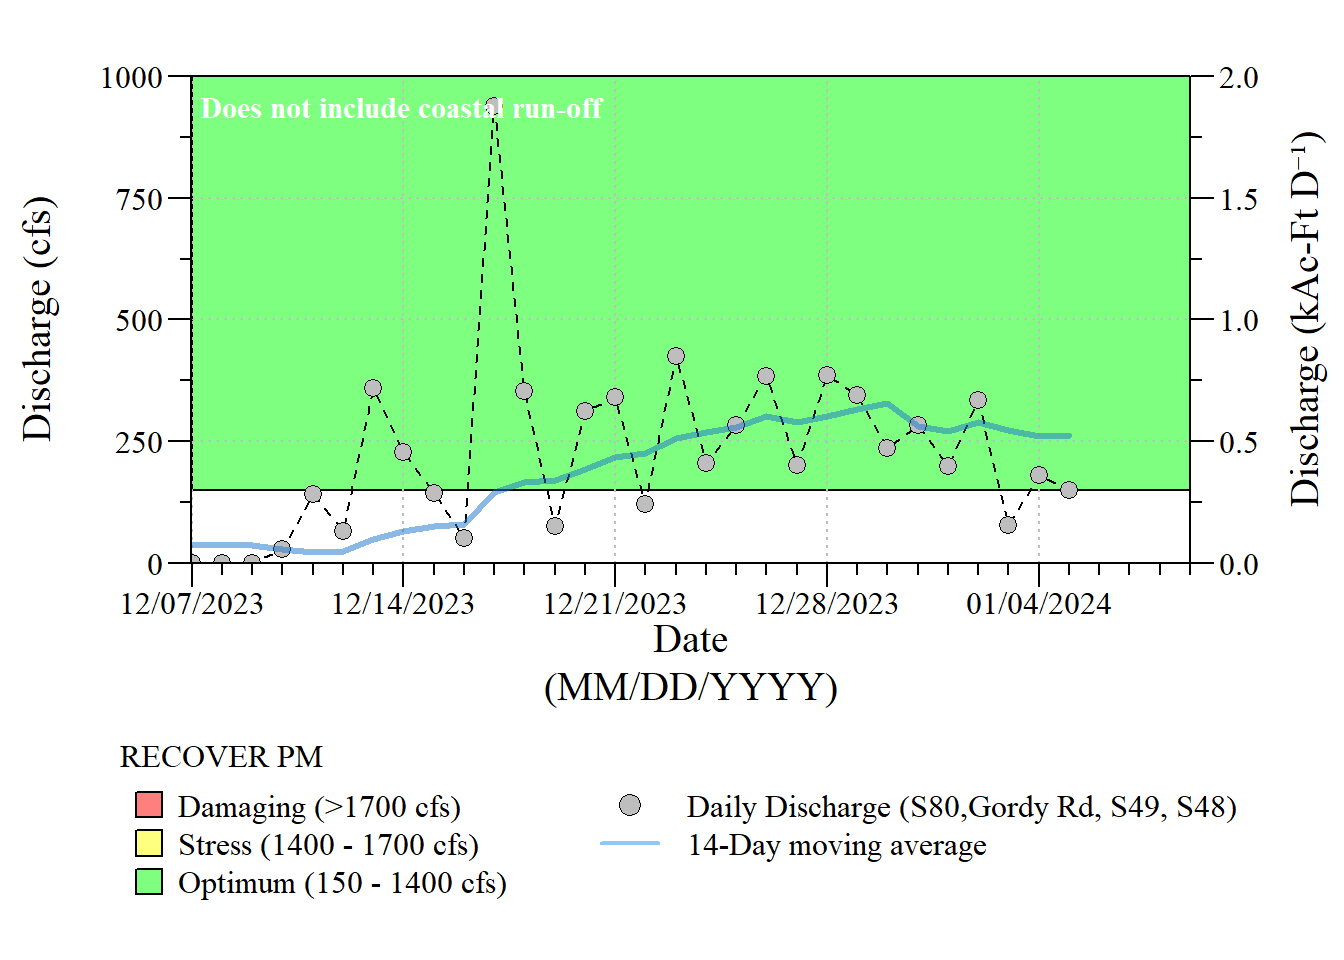 Does not include coastal run-off
1000
750
500
250
0
Discharge (cfs)
2.0
1.5
1.0
0.5
0.0
Discharge (kAc-Ft D⁻¹)
12/07/2023 12/14/2023 12/21/2023 12/28/2023 01/04/2024
Date
(MM/DD/YYYY)
RECOVER PM
Damaging (>1700 cfs)
Stress (1400 - 1700 cfs)
Optimum (150 - 1400 cfs)
Daily Discharge (S80,Gordy Rd, S49, S48)
14-Day moving average